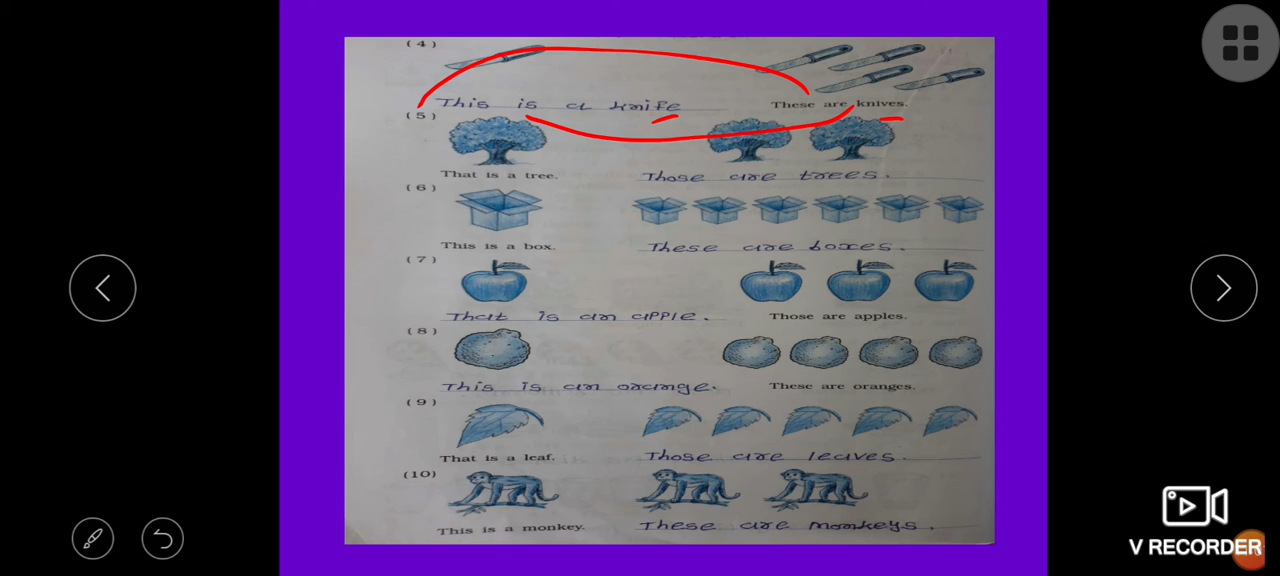 (4)
This is a knife These are knives.
(5)
That is a tree. Those are trees.
(6)
This is a box. These are boxes.
(7)
That is an apple. Those are apples.
(8)
This is an orange. These are oranges.
(9)
That is a leaf. Those are leaves.
(10)
This is a monkey. These are monkeys.
V RECORDER